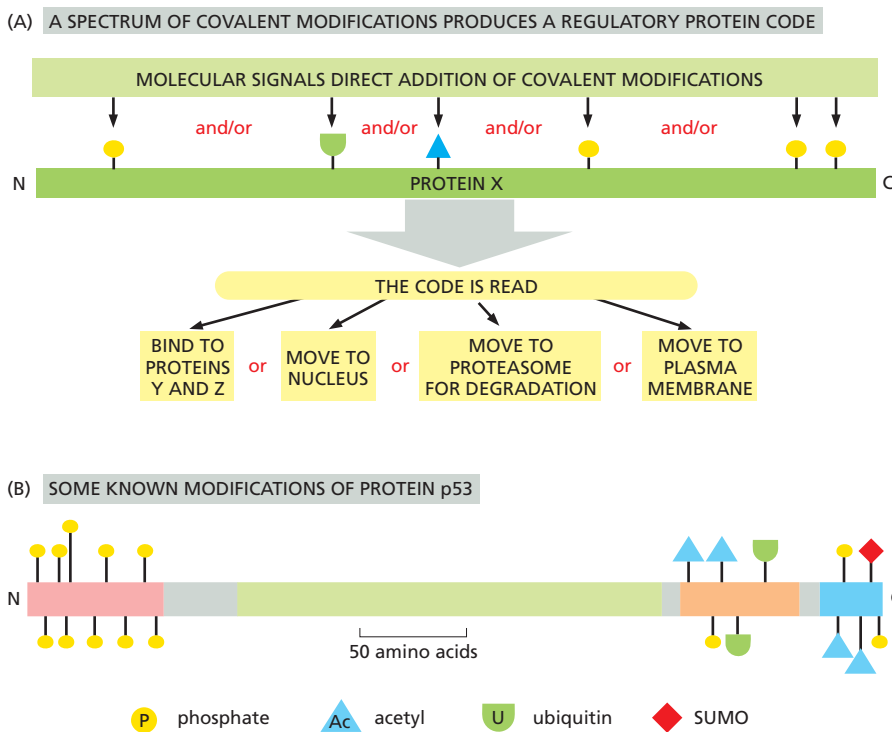 (A) A SPECTRUM OF COVALENT MODIFICATIONS PRODUCES A REGULATORY PROTEIN CODE
MOLECULAR SIGNALS DIRECT ADDITION OF COVALENT MODIFICATIONS
and/or and/or and/or and/or
N PROTEIN X C
THE CODE IS READ
BIND TO
PROTEINS
Y AND Z
or
MOVE TO
NUCLEUS
or
MOVE TO
PROTEASOME
FOR DEGRADATION
or
MOVE TO
PLASMA
MEMBRANE
(B) SOME KNOWN MODIFICATIONS OF PROTEIN p53
N
50 amino acids
P phosphate Ac acetyl U ubiquitin SUMO